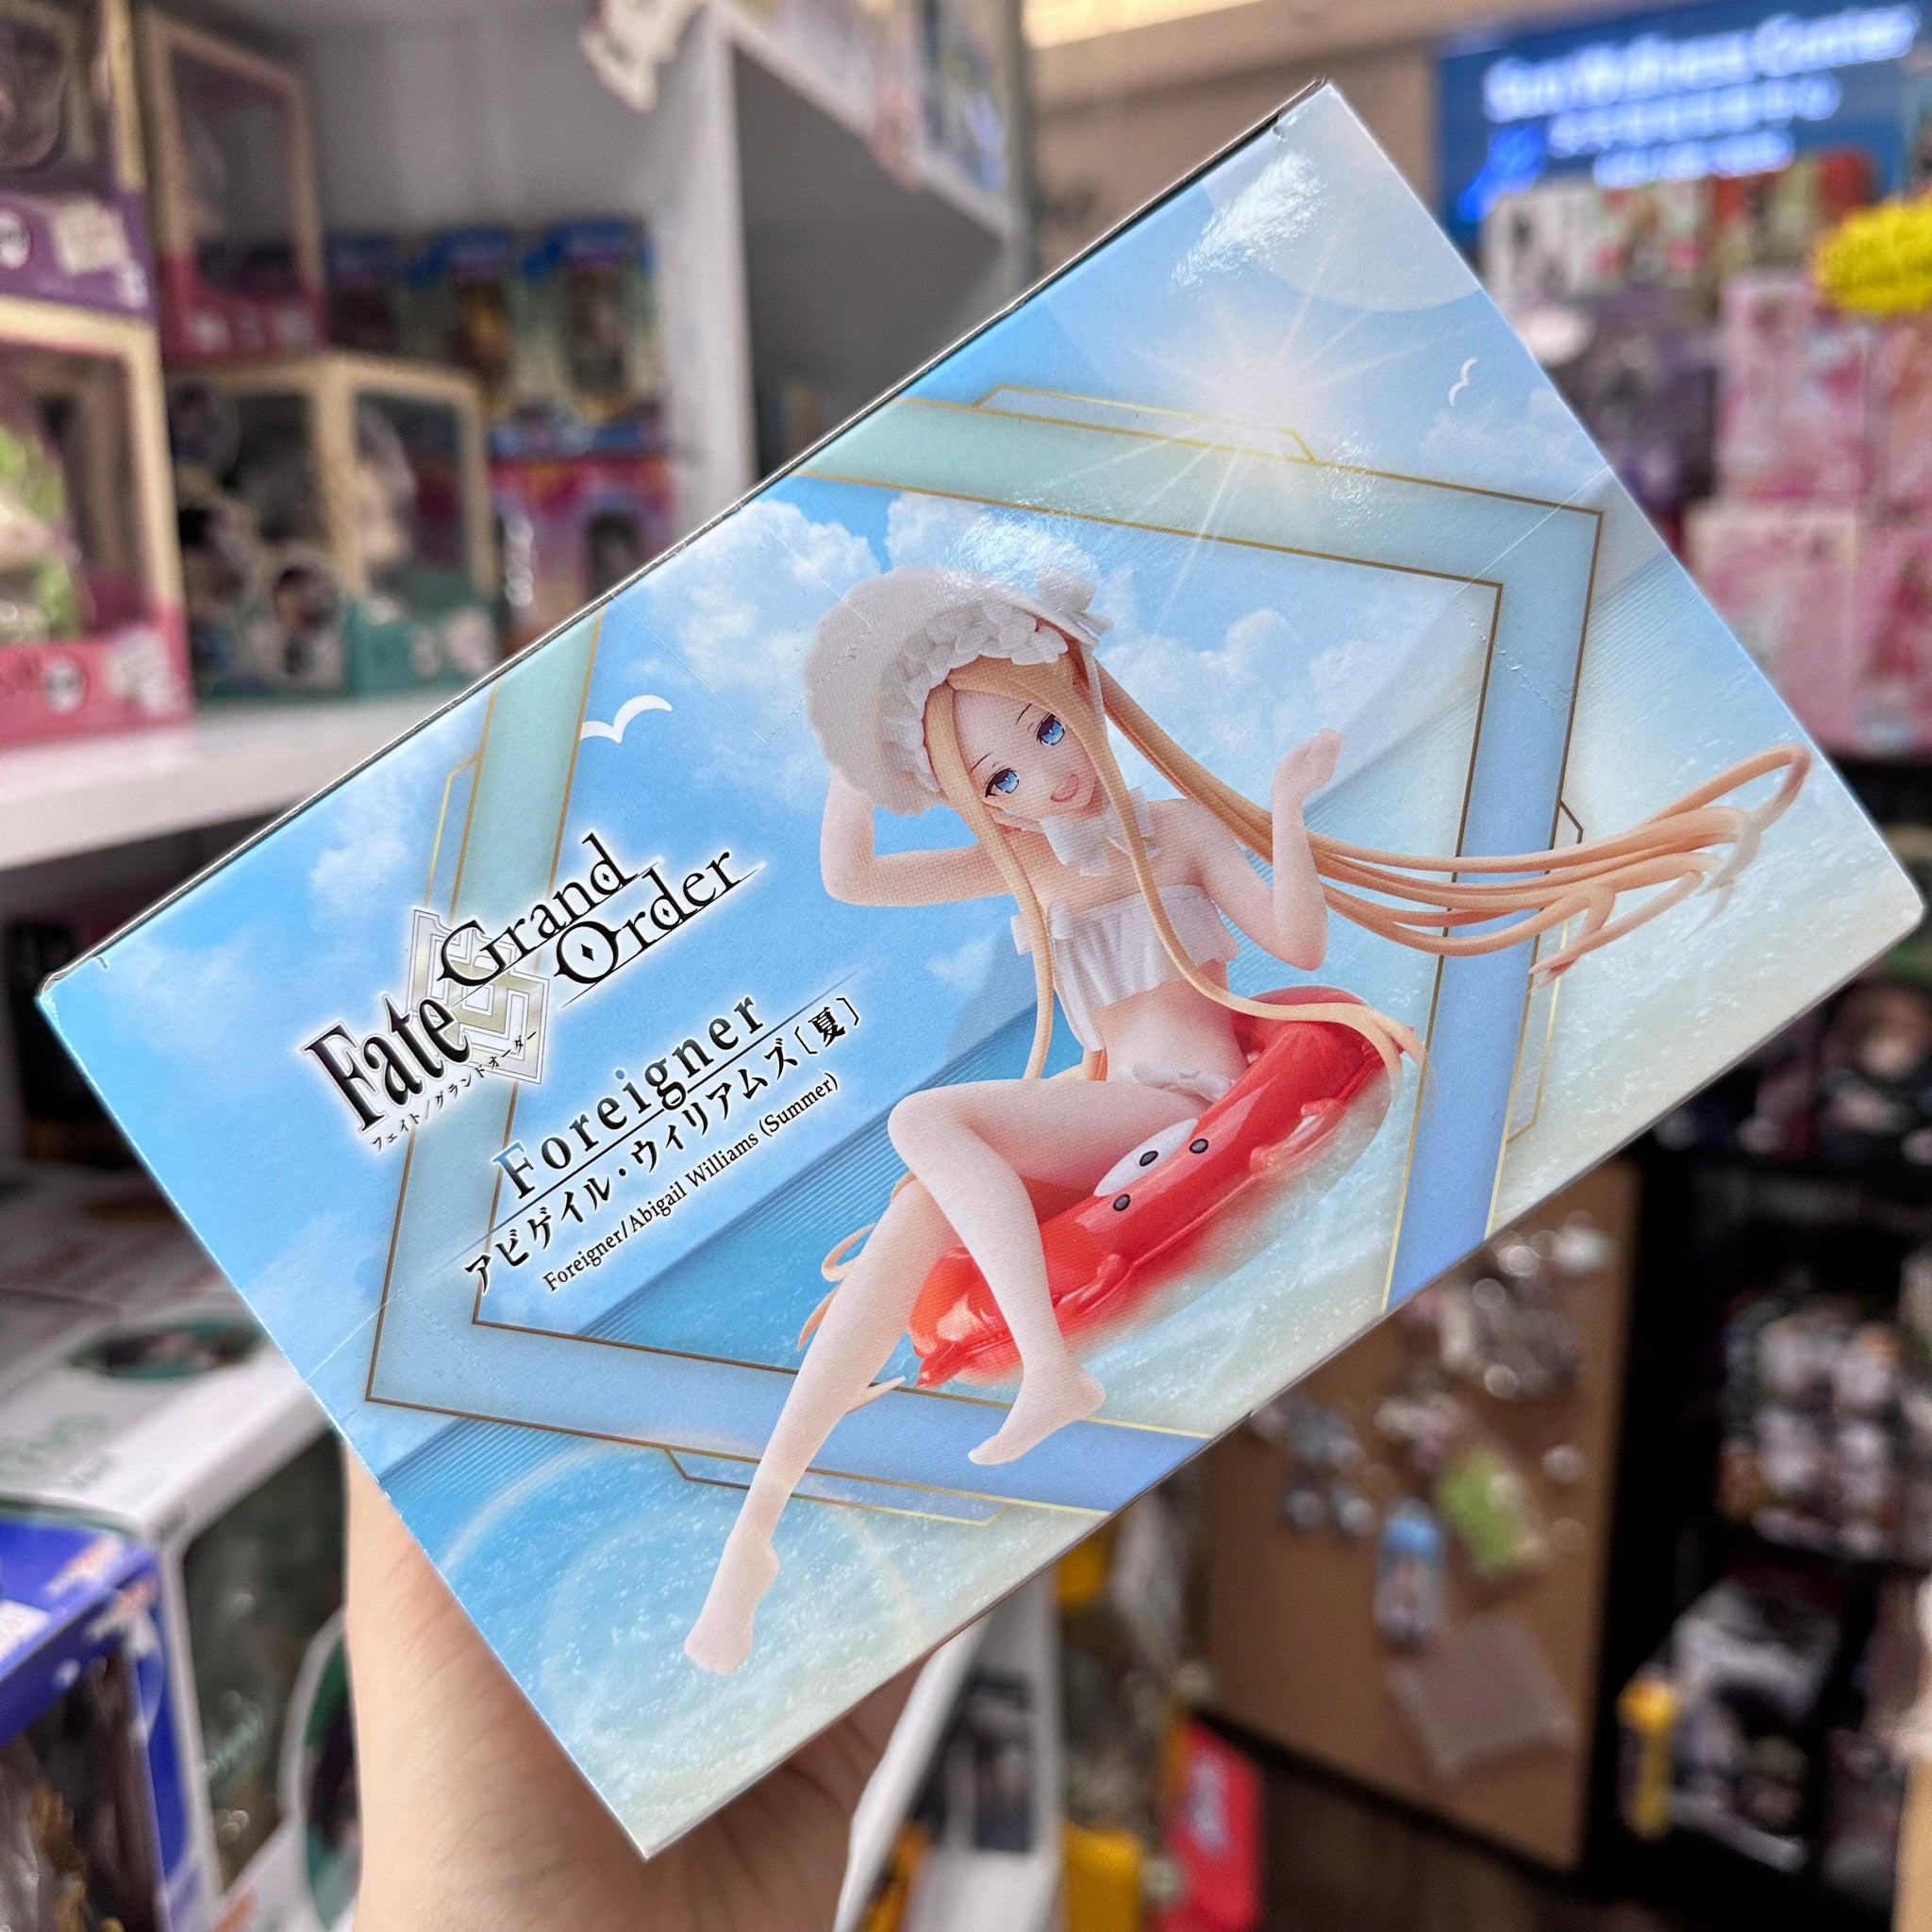 Fate
Grand
Order
フェイト/グランドオーダー
Foreigner
アビゲイル・ウィリアムズ〔夏〕
Foreigner/Abigail Williams (Summer)